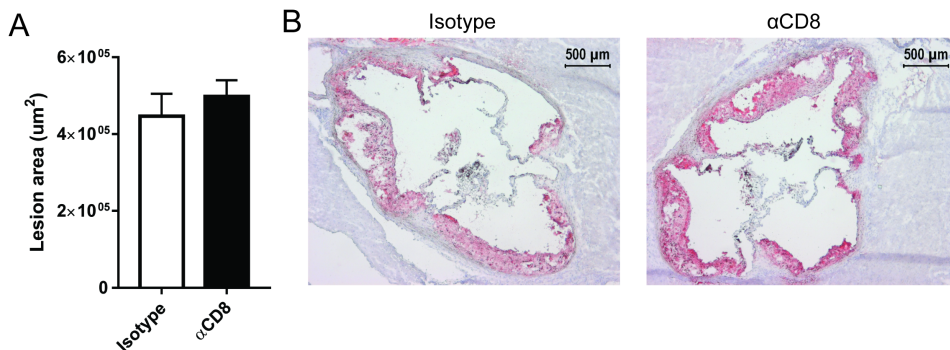 A
Lesion area (um²)
6×10⁰⁵
4×10⁰⁵
2×10⁰⁵
0
Isotype
αCD8
B
Isotype
500 µm
αCD8
500 µm